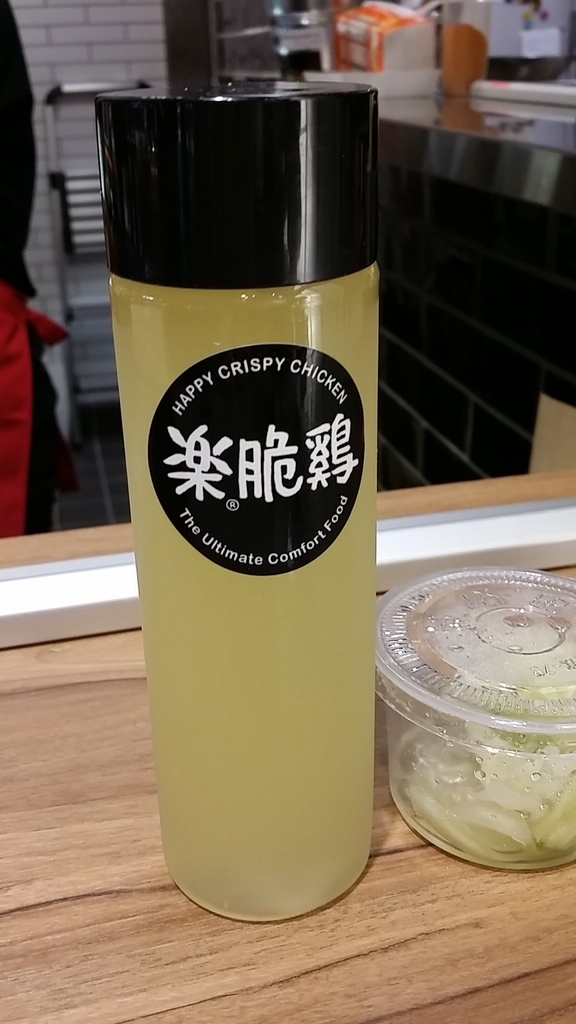 HAPPY CRISPY CHICKEN
楽脆鶏
®
The Ultimate Comfort Food